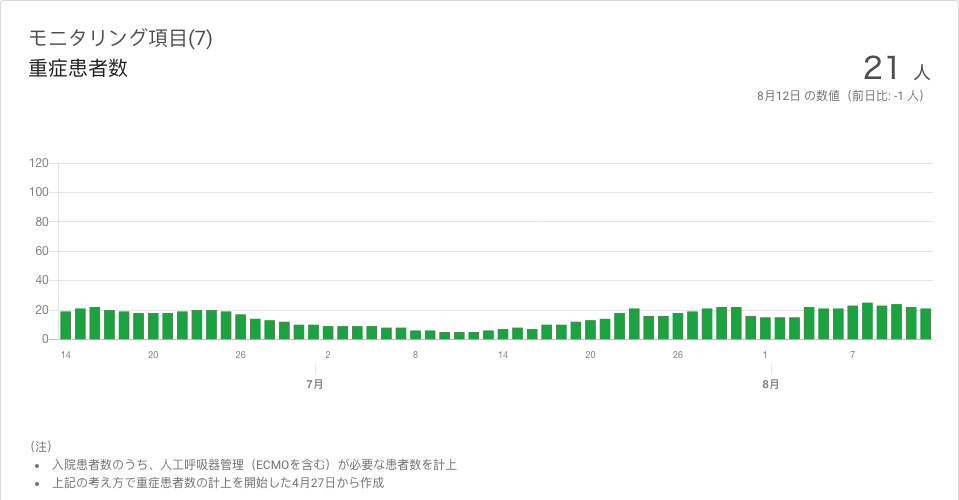 モニタリング項目(7)
重症患者数
21 人
8月12日 の数値（前日比: -1 人）
120
100
80
60
40
20
0
14 20 26 2 8 14 20 26 1 7
7月 8月
（注）
• 入院患者数のうち、人工呼吸器管理（ECMOを含む）が必要な患者数を計上
• 上記の考え方で重症患者数の計上を開始した4月27日から作成